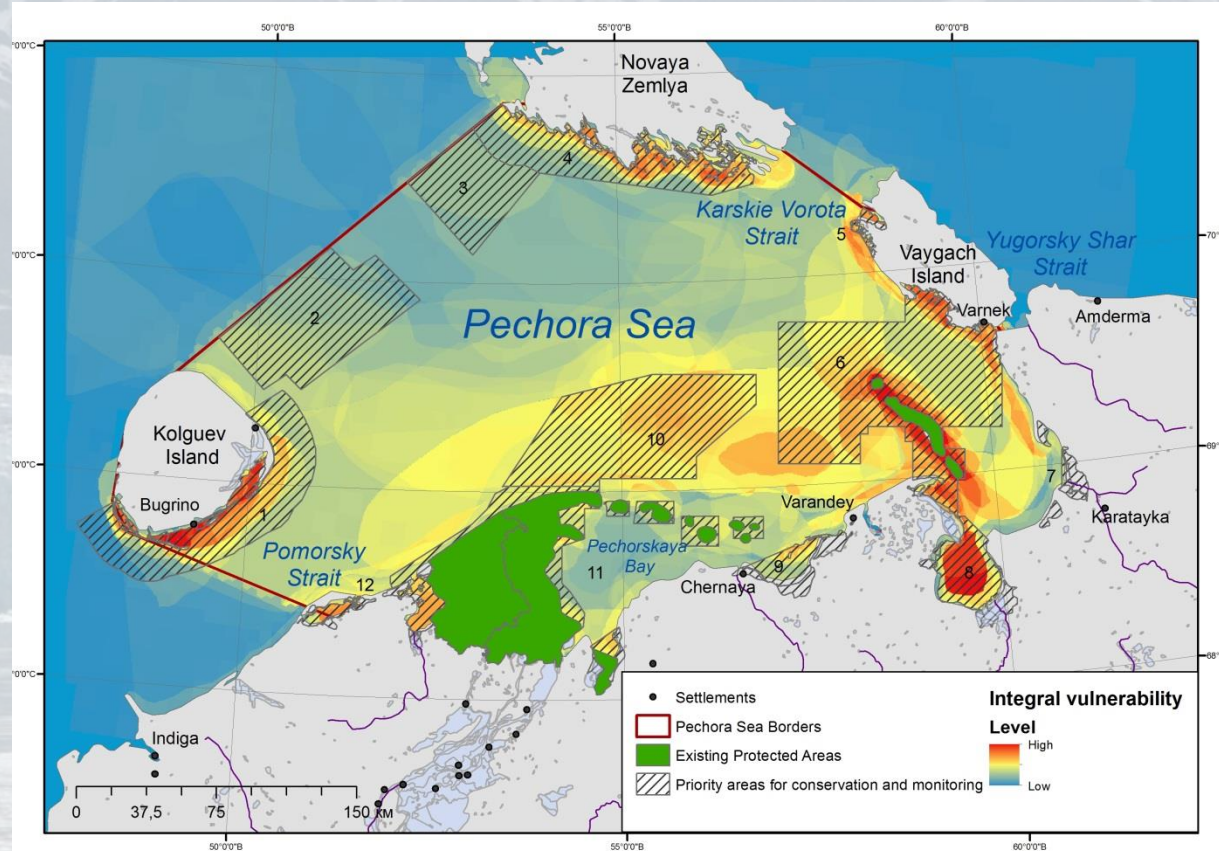 50°0'0"В
55°0'0"В
60°0'0"В
Novaya
Zemlya
4
3
Karskie Vorota
Strait
5
70°
Yugorsky Shar
Strait
Vaygach
Island
Varnek
Amderma
2
Pechora Sea
6
Kolguev
Island
10
69°
7
Bugrino
1
Varandey
Karatayka
Pomorsky
Strait
Pechorskaya
Bay
12
11
9
8
Chernaya
68°
Indiga
0
37,5
75
150 км
Settlements
Pechora Sea Borders
Existing Protected Areas
Priority areas for conservation and monitoring
Integral vulnerability
Level
High
Low
50°0'0"В
55°0'0"В
60°0'0"В